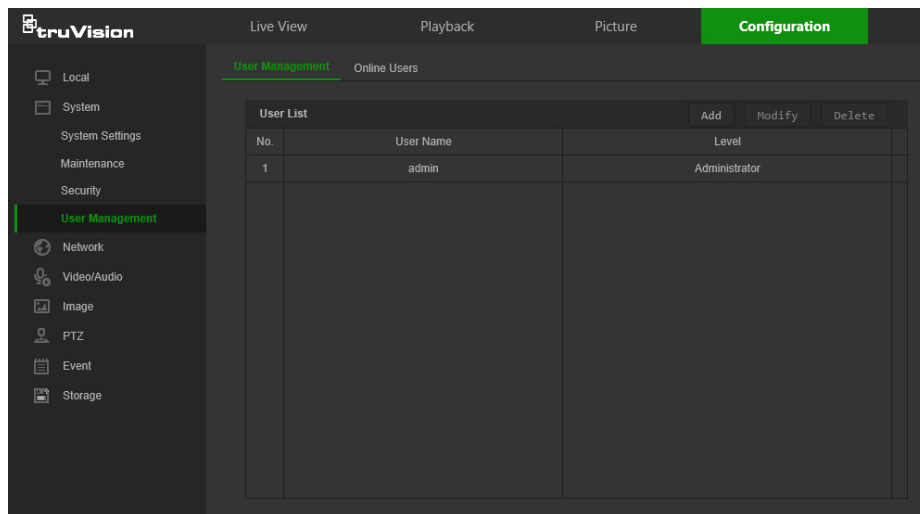 truVision
Live View Playback Picture Configuration
User Management Online Users
Local
System
System Settings
Maintenance
Security
User Management
Network
Video/Audio
Image
PTZ
Event
Storage
User List Add Modify Delete
No. User Name Level
1 admin Administrator